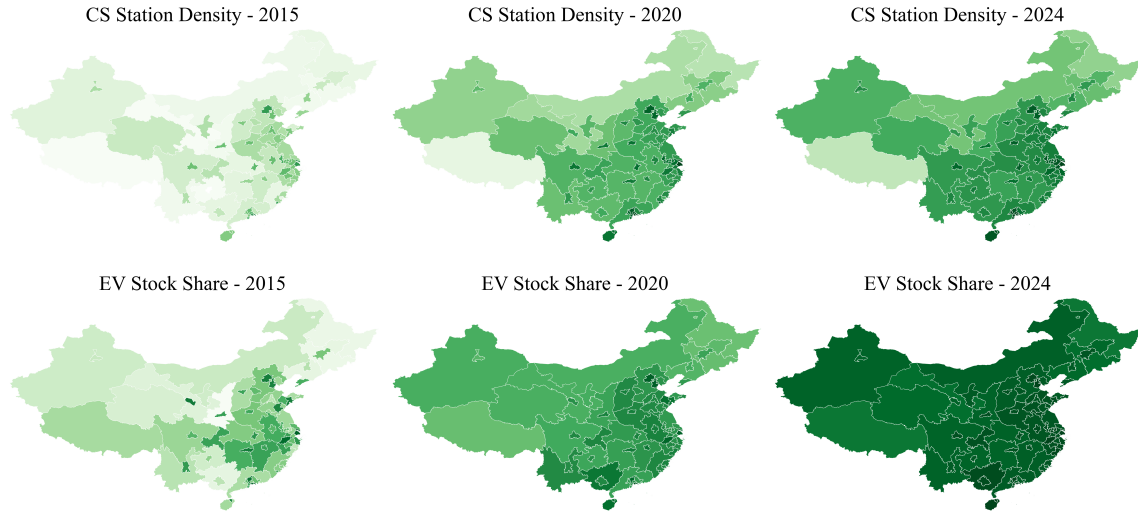 CS Station Density - 2015
CS Station Density - 2020
CS Station Density - 2024
EV Stock Share - 2015
EV Stock Share - 2020
EV Stock Share - 2024